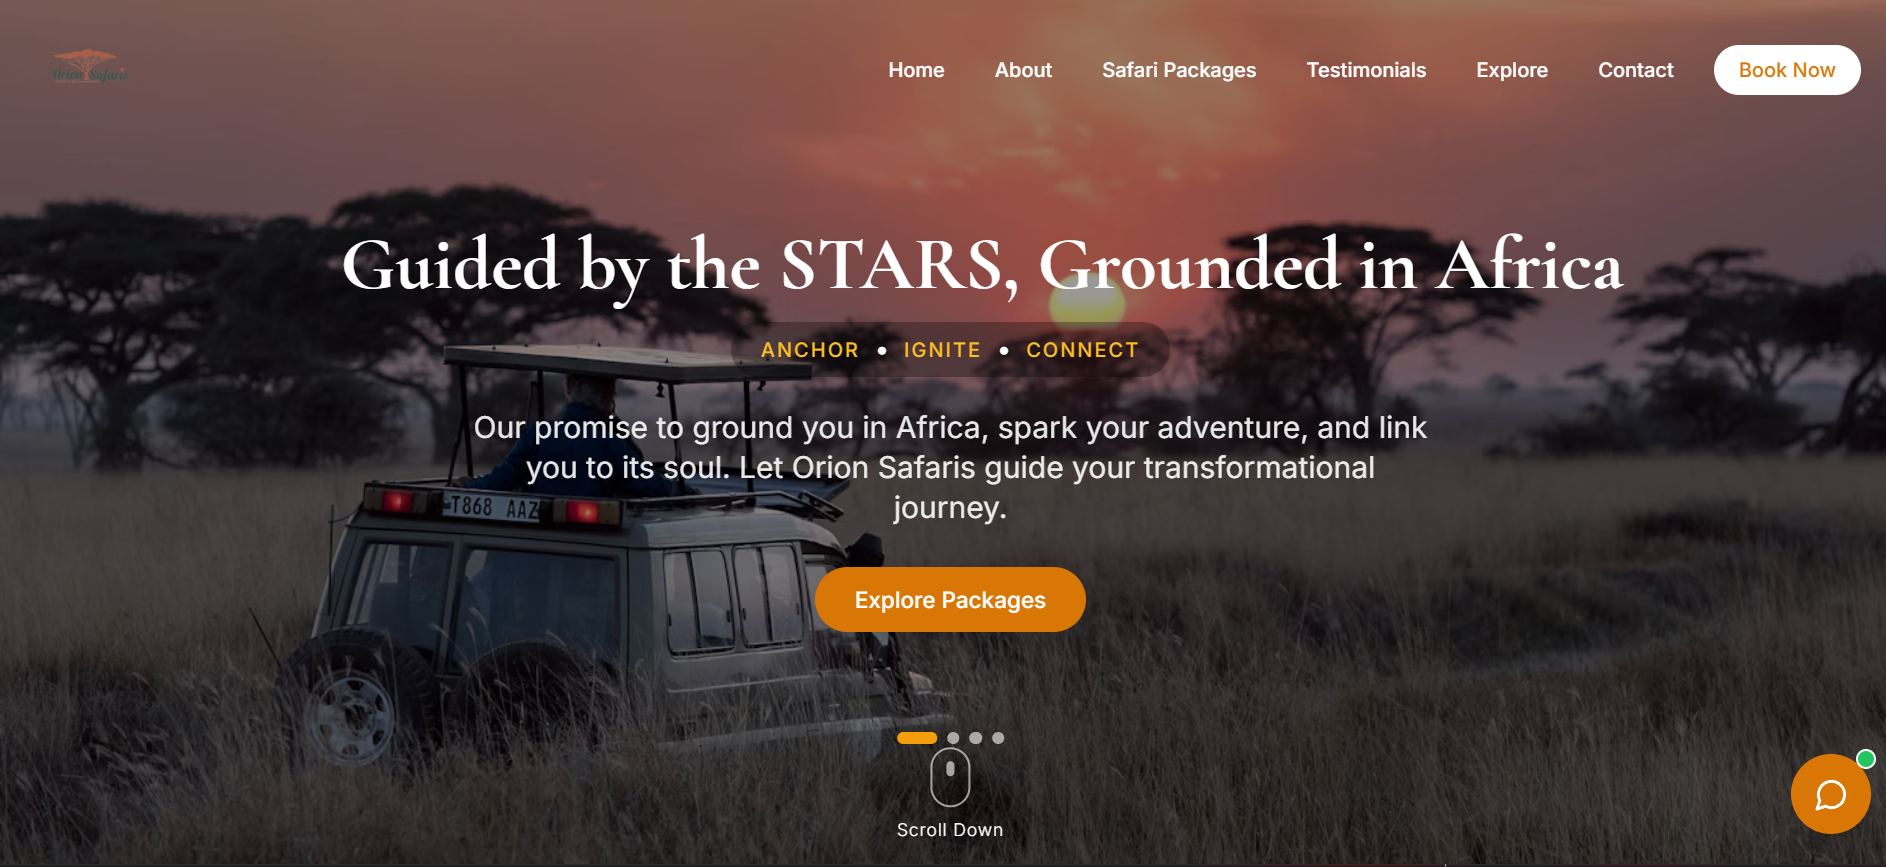 Orion Safaris
Home
About
Safari Packages
Testimonials
Explore
Contact
Book Now
Guided by the STARS, Grounded in Africa
ANCHOR • IGNITE • CONNECT
Our promise to ground you in Africa, spark your adventure, and link
you to its soul. Let Orion Safaris guide your transformational
journey.
T868 AAZ
Explore Packages
Scroll Down